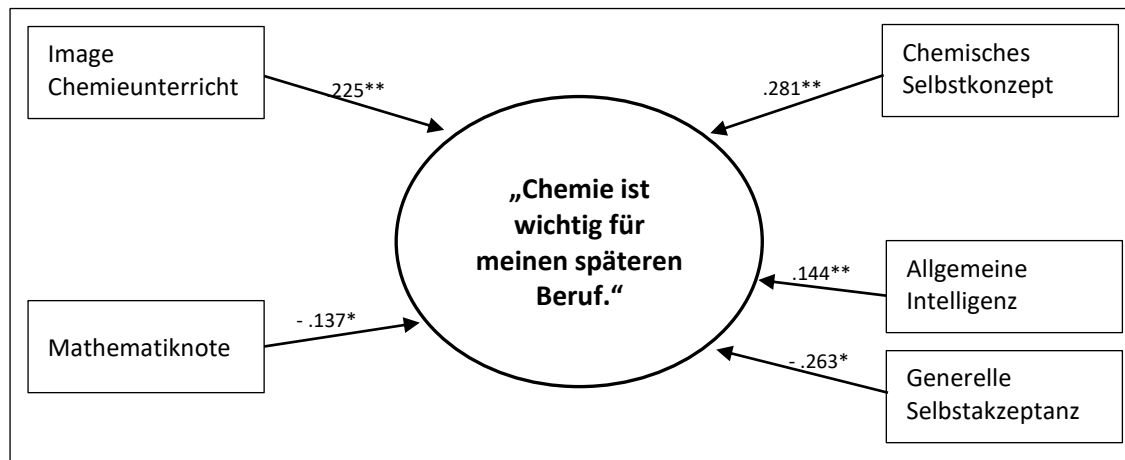 Image
Chemieunterricht
.225**
Chemisches
Selbstkonzept
.281**
„Chemie ist
wichtig für
meinen späteren
Beruf.“
Mathematiknote
- .137*
Allgemeine
Intelligenz
.144**
Generelle
Selbstakzeptanz
- .263*